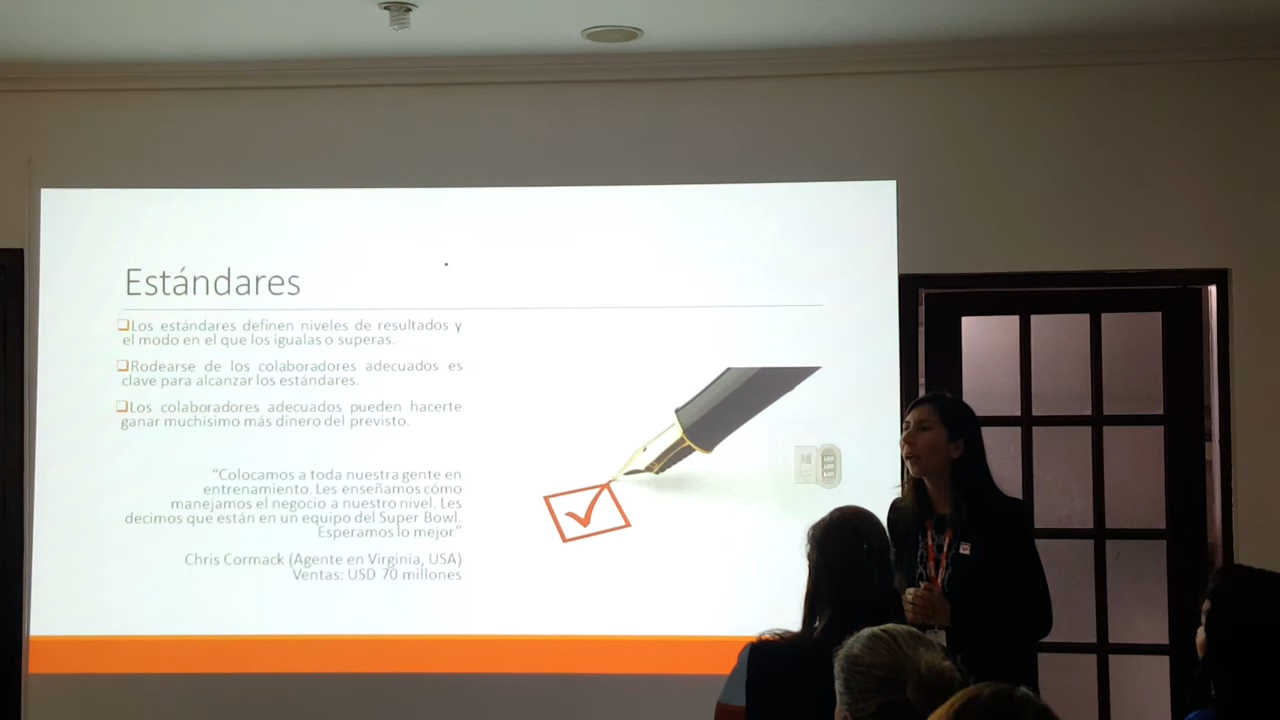 Estándares
Los estándares definen niveles de resultados y
el modo en el que los igualas o superas.
Rodearse de los colaboradores adecuados es
clave para alcanzar los estándares.
Los colaboradores adecuados pueden hacerte
ganar muchísimo más dinero del previsto.
“Colocamos a toda nuestra gente en
entrenamiento. Les enseñamos cómo
manejamos el negocio a nuestro nivel. Les
decimos que están en un equipo del Super Bowl.
Esperamos lo mejor”
Chris Cormack (Agente en Virginia, USA)
Ventas: USD 70 millones